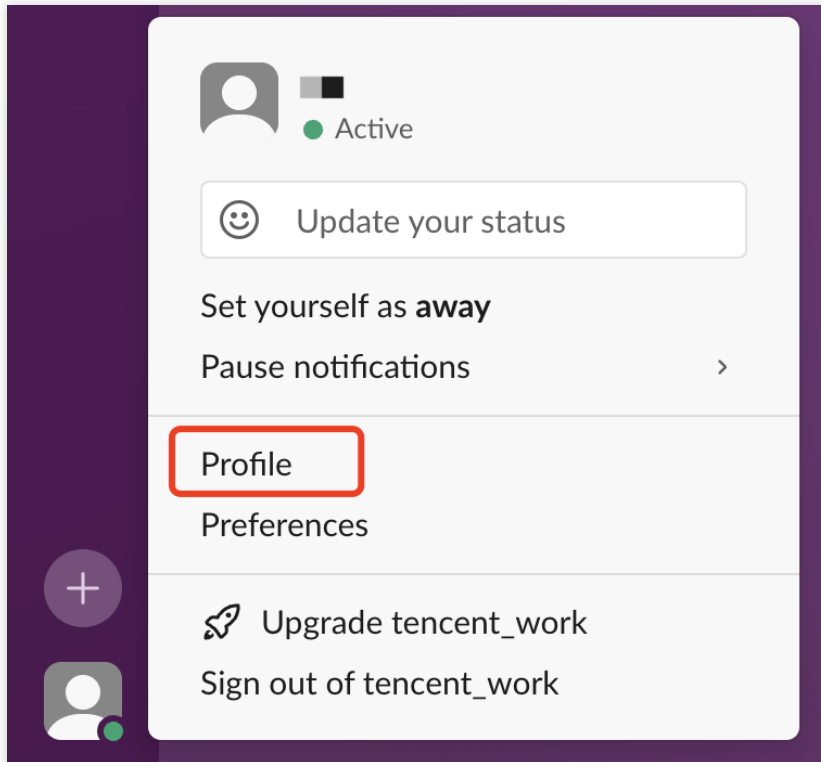 Active
Update your status
Set yourself as away
Pause notifications
Profile
Preferences
Upgrade tencent_work
Sign out of tencent_work